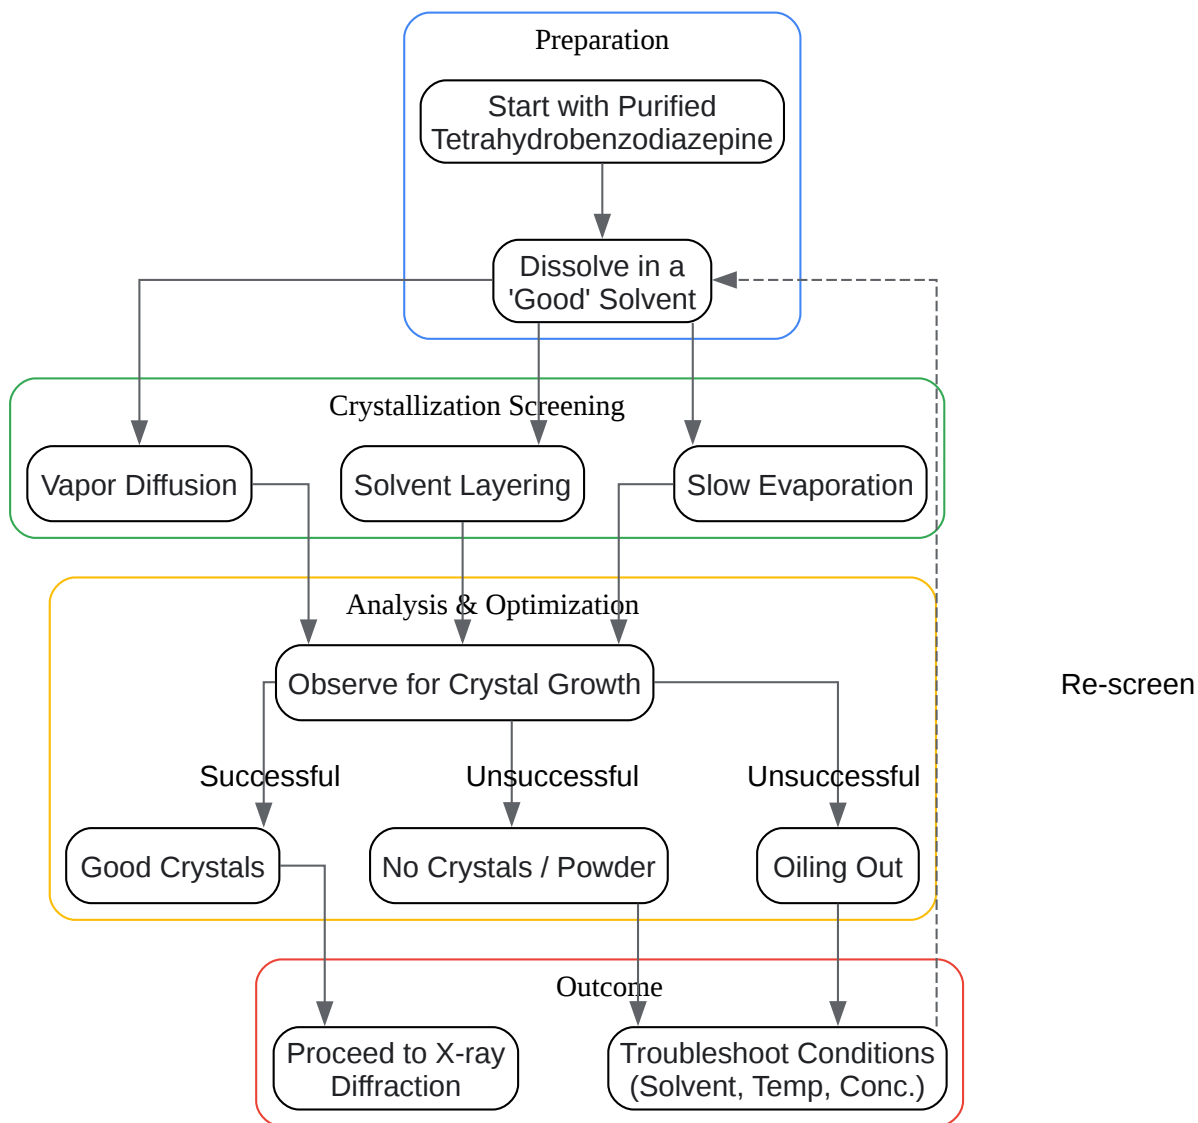 Preparation
Start with Purified
Tetrahydrobenzodiazepine
Dissolve in a
'Good' Solvent
Crystallization Screening
Vapor Diffusion
Solvent Layering
Slow Evaporation
Analysis & Optimization
Observe for Crystal Growth
Re-screen
Successful
Unsuccessful
Unsuccessful
Good Crystals
No Crystals / Powder
Oiling Out
Outcome
Proceed to X-ray
Diffraction
Troubleshoot Conditions
(Solvent, Temp, Conc.)